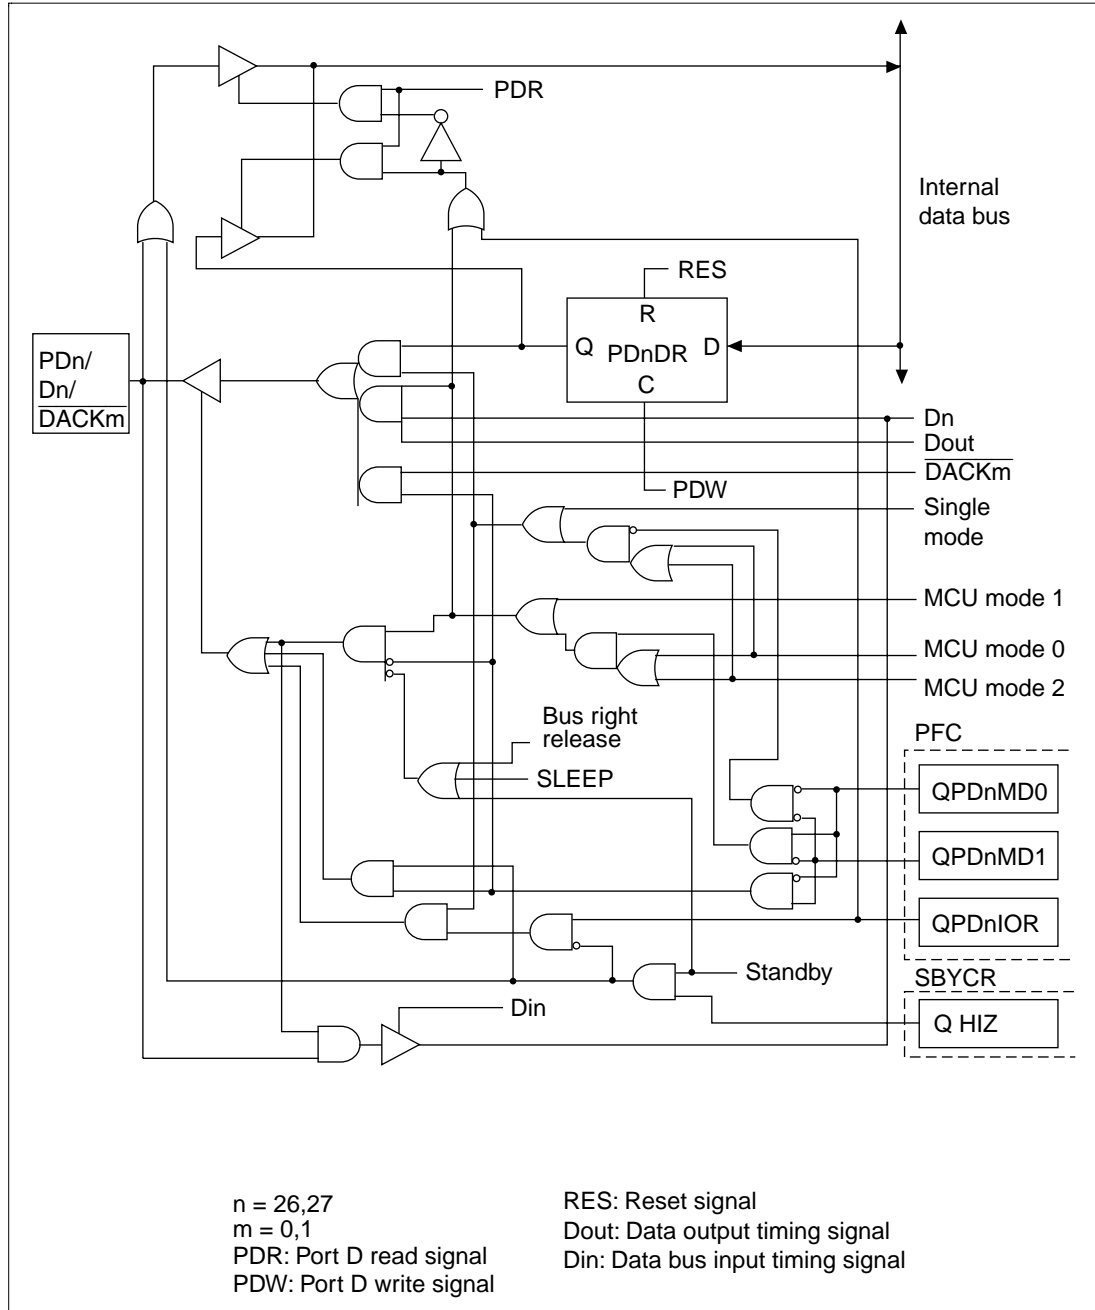 PDR
Internal
data bus
RES
R
Q
PDnDR
D
C
PDn/
Dn/
DACKm
Dn
Dout
DACKm
PDW
Single
mode
MCU mode 1
MCU mode 0
MCU mode 2
Bus right
release
SLEEP
PFC
QPDnMD0
QPDnMD1
QPDnIOR
Standby
SBYCR
Q HIZ
Din
n = 26,27
m = 0,1
PDR: Port D read signal
PDW: Port D write signal
RES: Reset signal
Dout: Data output timing signal
Din: Data bus input timing signal